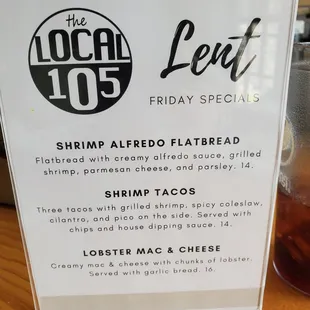 the
LOCAL
105
Lent
FRIDAY SPECIALS
SHRIMP ALFREDO FLATBREAD
Flatbread with creamy alfredo sauce, grilled
shrimp, parmesan cheese, and parsley. 14.
SHRIMP TACOS
Three tacos with grilled shrimp, spicy coleslaw,
cilantro, and pico on the side. Served with
chips and house dipping sauce. 14.
LOBSTER MAC & CHEESE
Creamy mac & cheese with chunks of lobster.
Served with garlic bread. 16.